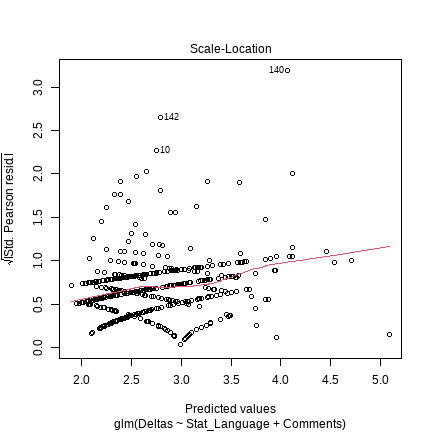 Scale-Location
√|Std. Pearson resid.|
3.0
2.5
2.0
1.5
1.0
0.5
0.0
140
142
10
2.0 2.5 3.0 3.5 4.0 4.5 5.0
Predicted values
glm(Deltas ~ Stat_Language + Comments)